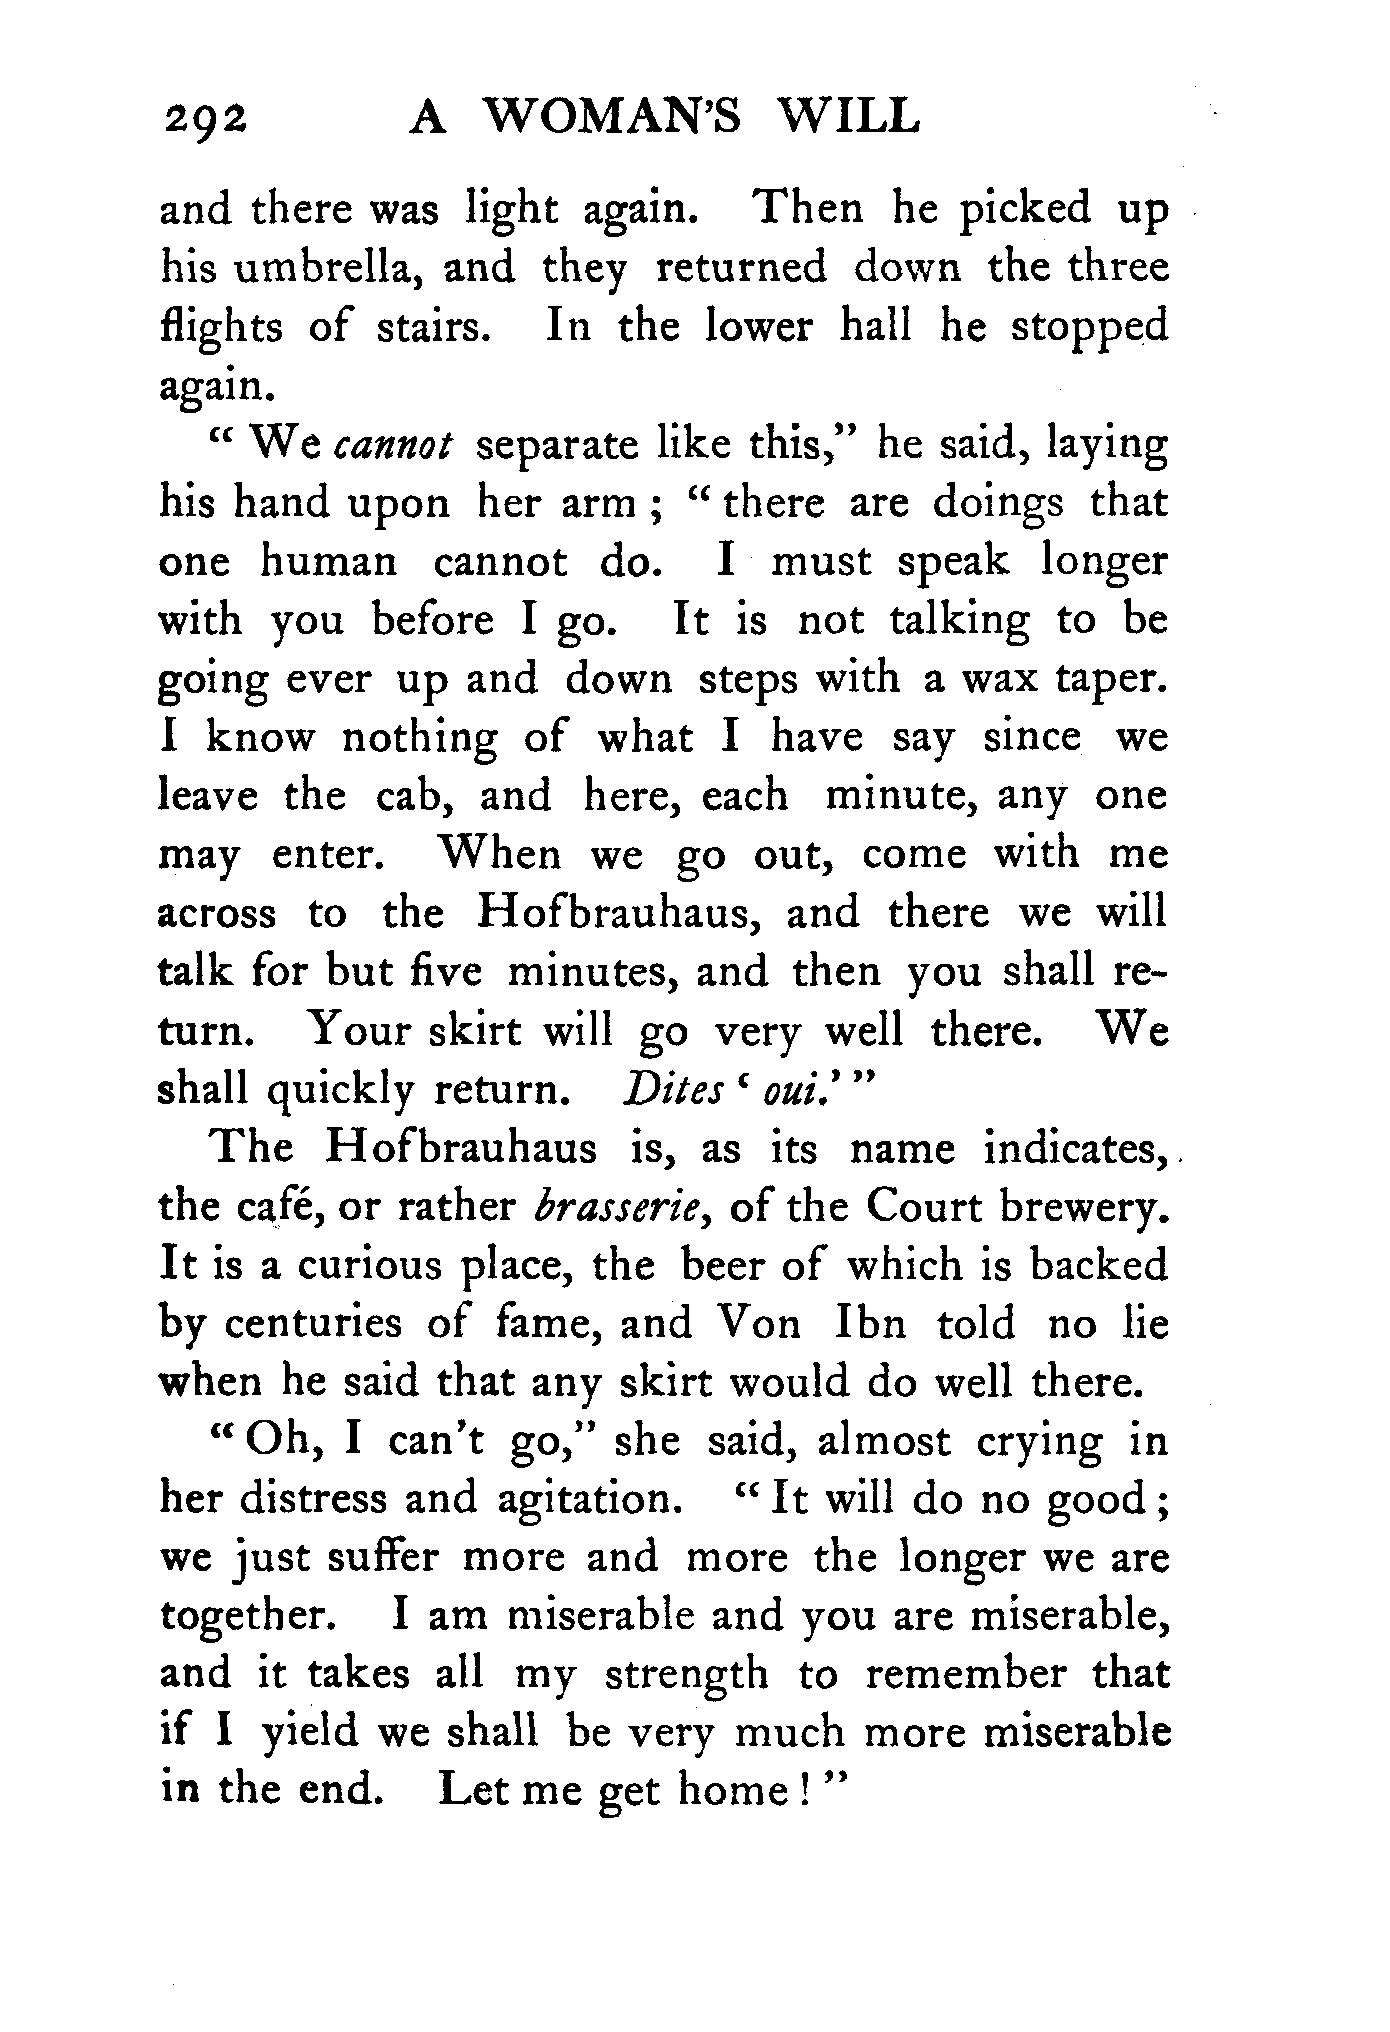 292 A WOMAN'S WILL
and there was light again. Then he picked up
his umbrella, and they returned down the three
flights of stairs. In the lower hall he stopped
again.
“ We cannot separate like this,” he said, laying
his hand upon her arm ; “ there are doings that
one human cannot do. I must speak longer
with you before I go. It is not talking to be
going ever up and down steps with a wax taper.
I know nothing of what I have say since we
leave the cab, and here, each minute, any one
may enter. When we go out, come with me
across to the Hofbrauhaus, and there we will
talk for but five minutes, and then you shall re-
turn. Your skirt will go very well there. We
shall quickly return. Dites ‘ oui.’ ”
The Hofbrauhaus is, as its name indicates,
the café, or rather brasserie, of the Court brewery.
It is a curious place, the beer of which is backed
by centuries of fame, and Von Ibn told no lie
when he said that any skirt would do well there.
“ Oh, I can't go,” she said, almost crying in
her distress and agitation. “ It will do no good ;
we just suffer more and more the longer we are
together. I am miserable and you are miserable,
and it takes all my strength to remember that
if I yield we shall be very much more miserable
in the end. Let me get home ! ”